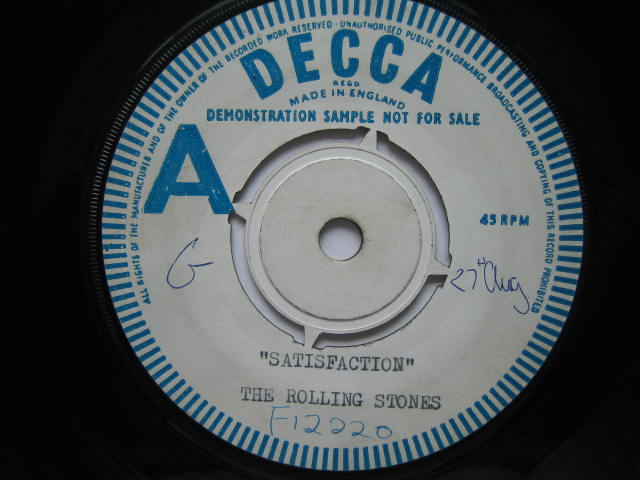 ALL RIGHTS OF THE MANUFACTURER AND OF THE OWNER OF THE RECORDED WORK RESERVED · UNAUTHORISED PUBLIC PERFORMANCE BROADCASTING AND COPYING OF THIS RECORD PROHIBITED
DECCA
REGD
MADE IN ENGLAND
DEMONSTRATION SAMPLE NOT FOR SALE
A
45 RPM
G
27th Aug
"SATISFACTION"
THE ROLLING STONES
F12220